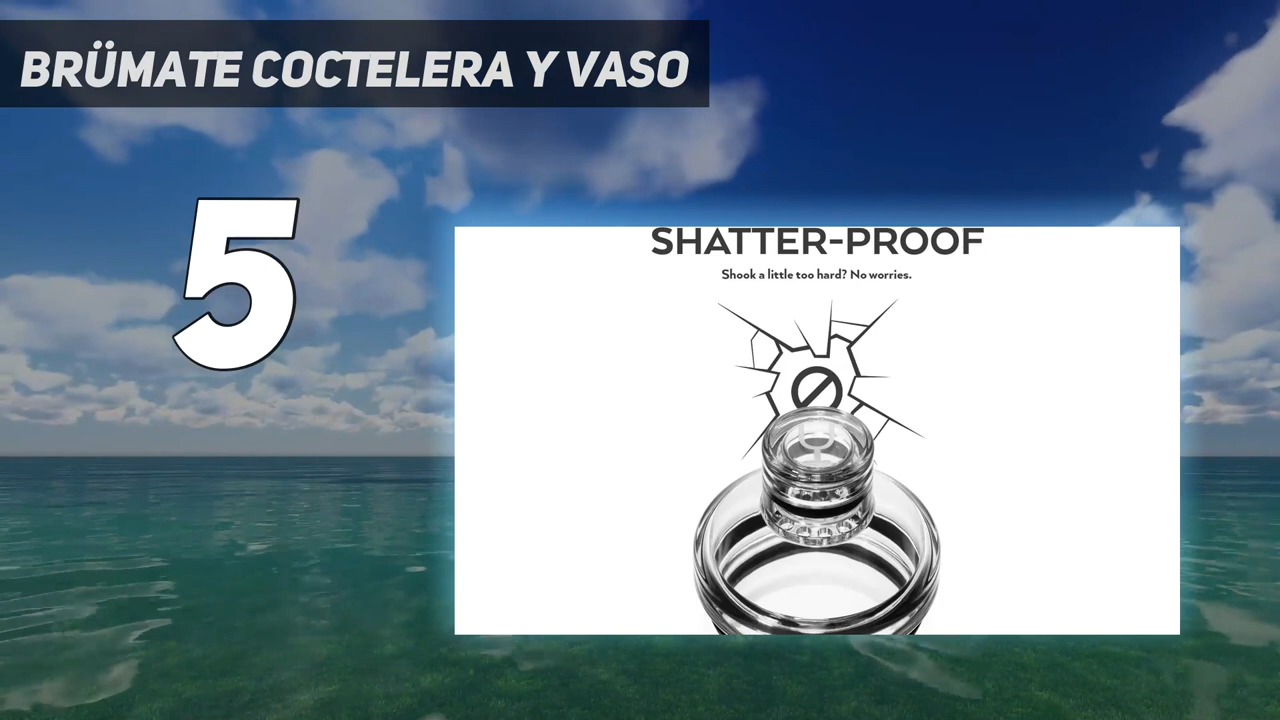 BRÜMATE COCTELERA Y VASO
5
SHATTER-PROOF
Shook a little too hard? No worries.